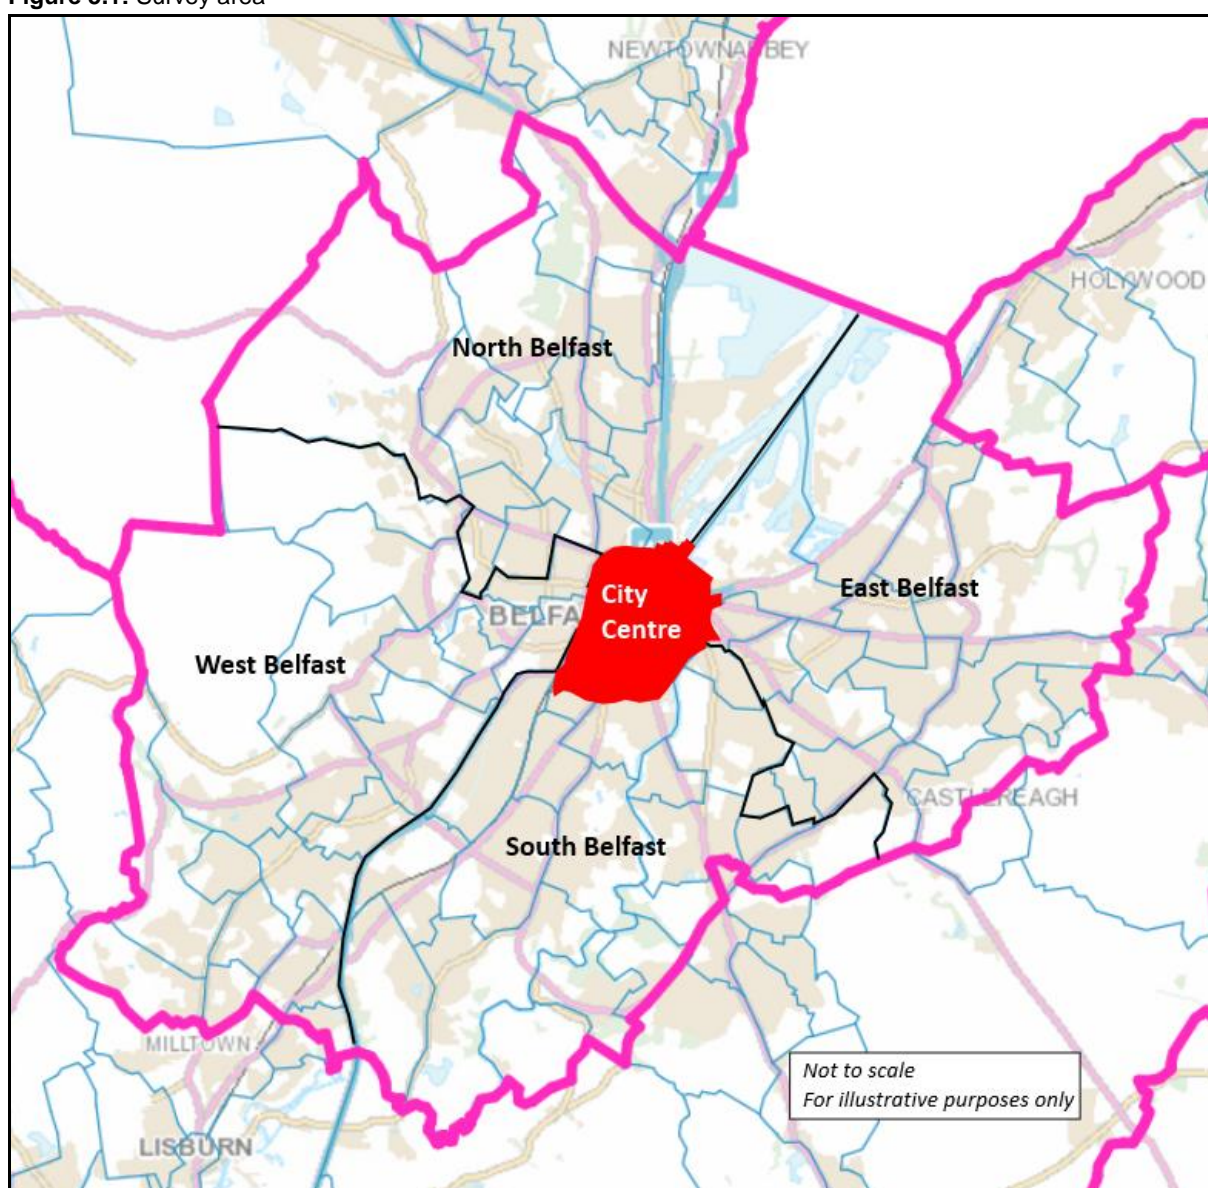 Figure 3.1: Survey area
NEWTOWNABBEY
HOLYWOOD
North Belfast
City
Centre
BELFA
East Belfast
West Belfast
CASTLEREAGH
South Belfast
MILLTOWN
LISBURN
Not to scale
For illustrative purposes only